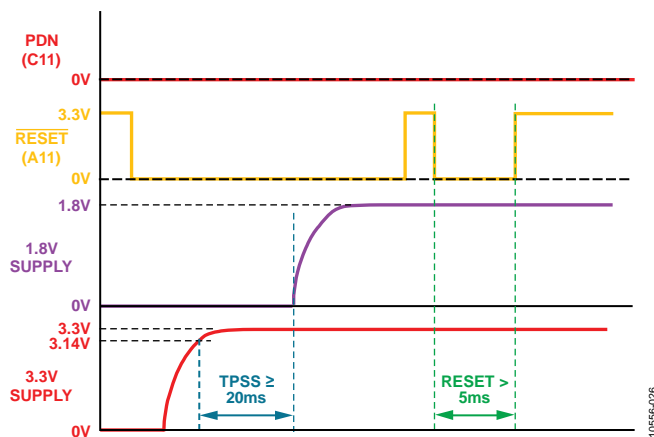 PDN
(C11)
0V
3.3V
RESET
(A11)
0V
1.8V
1.8V
SUPPLY
0V
3.3V
3.14V
3.3V
SUPPLY
0V
TPSS ≥
20ms
RESET >
5ms
10556-026